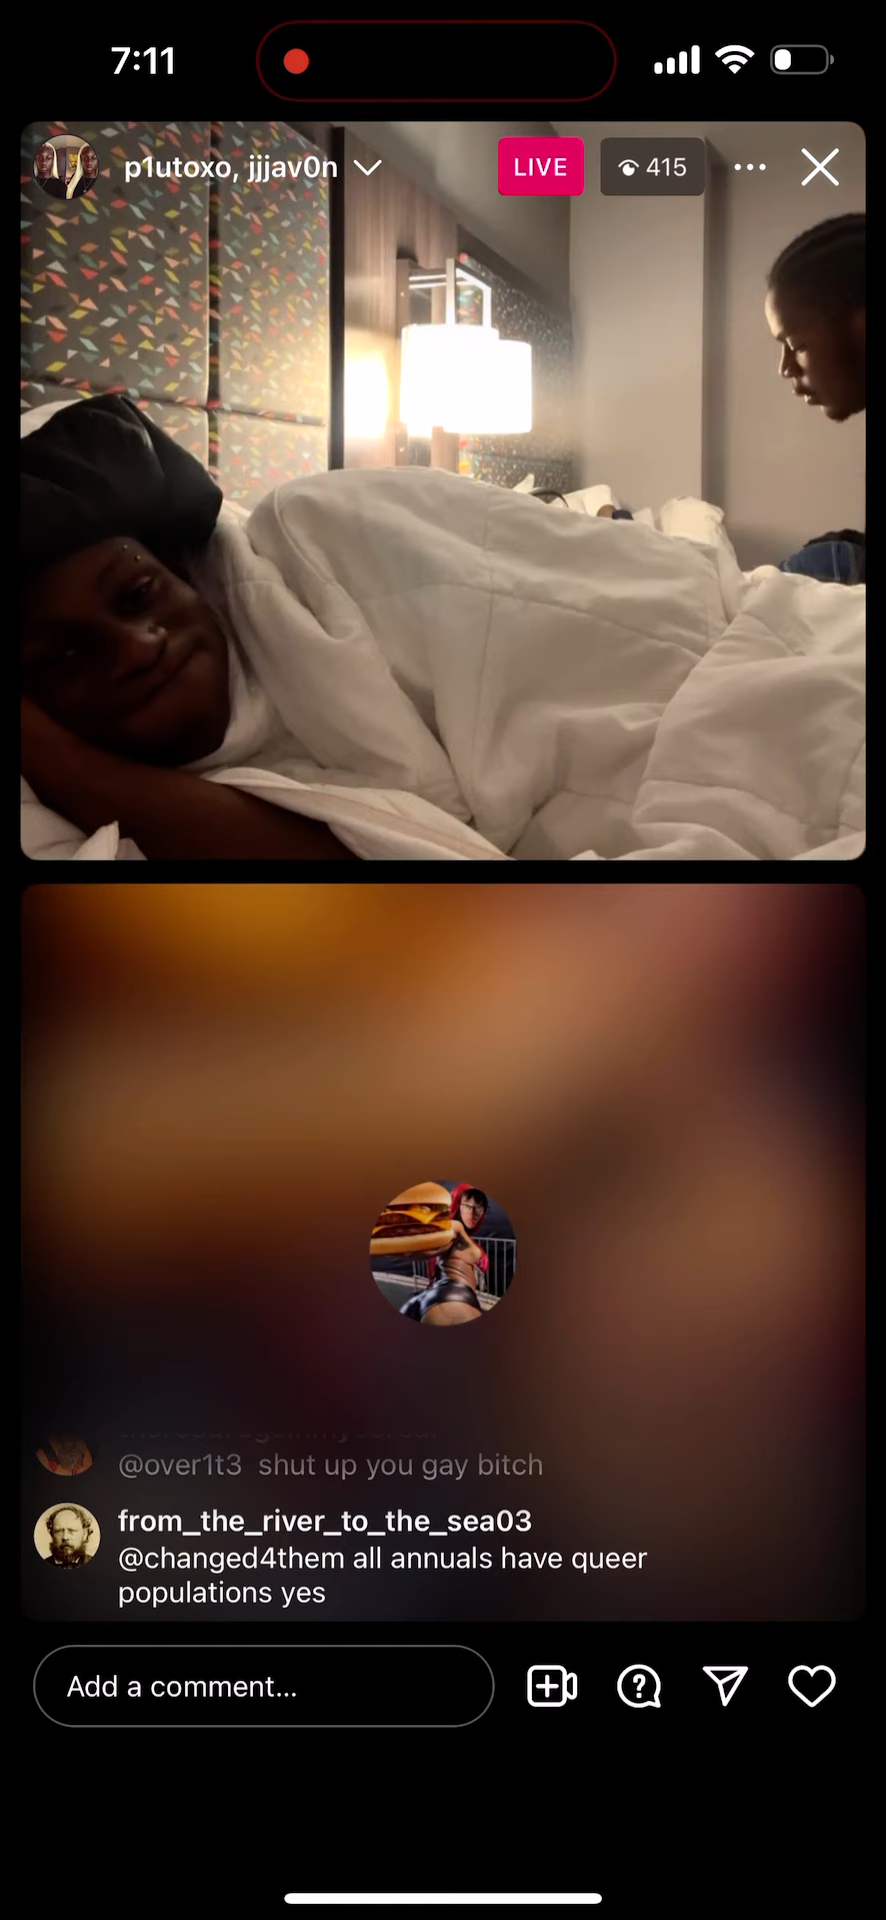 7:11
p1utoxo, jjjav0n
LIVE
415
@over1t3 shut up you gay bitch
from_the_river_to_the_sea03
@changed4them all annuals have queer
populations yes
Add a comment...